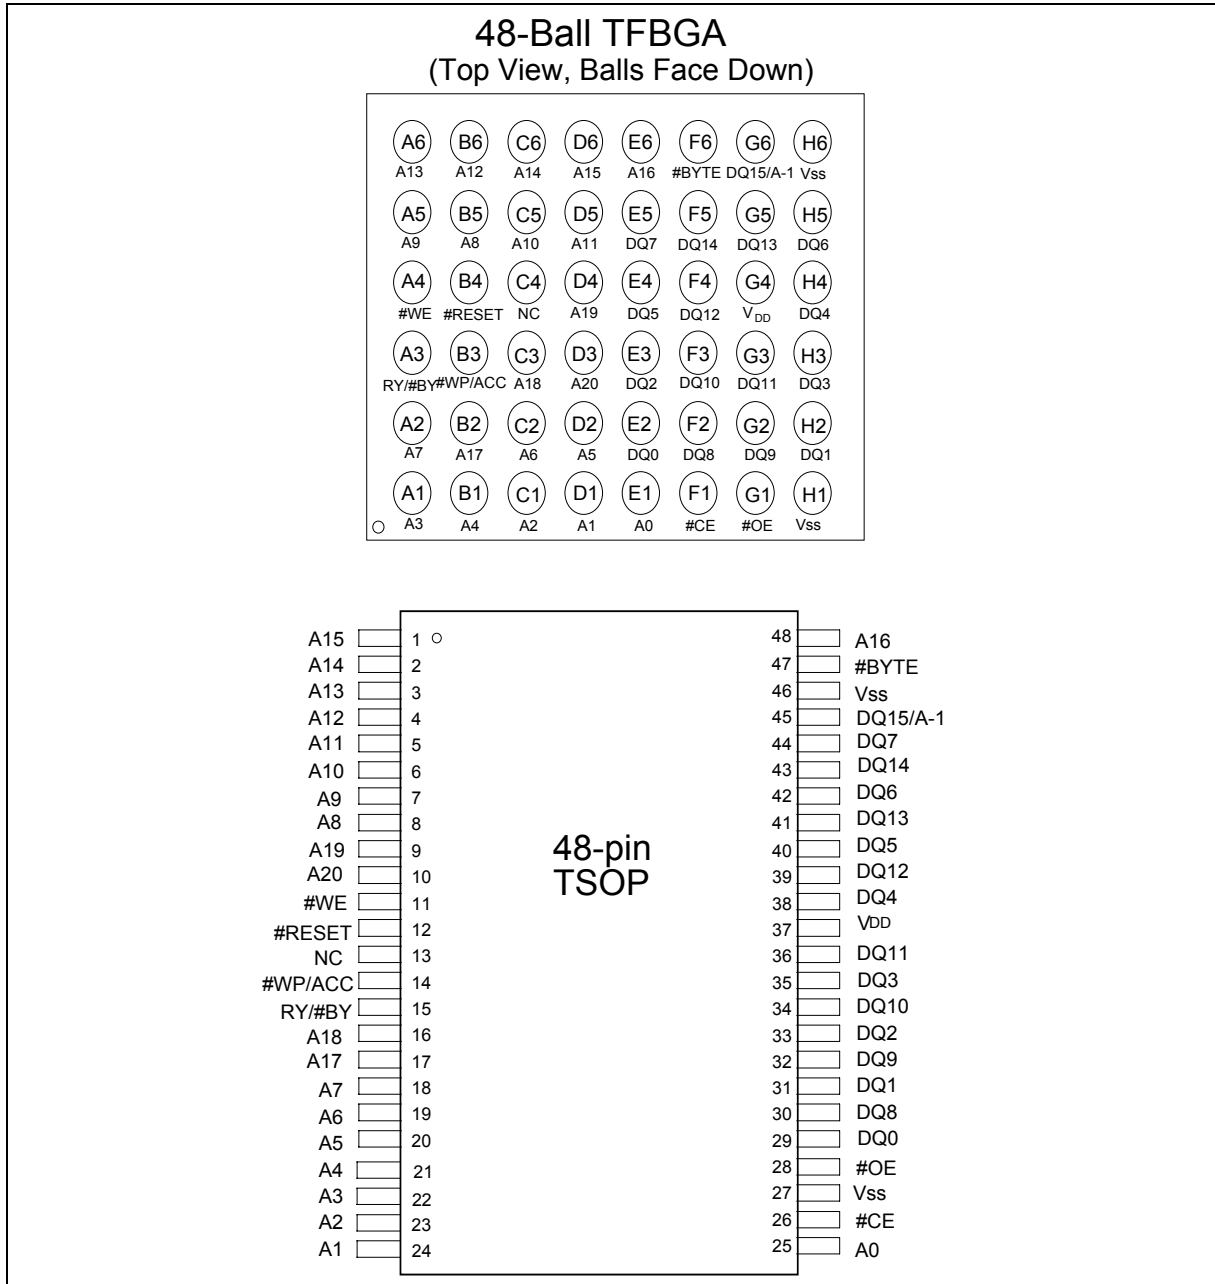 48-Ball TFBGA
(Top View, Balls Face Down)
A6 B6 C6 D6 E6 F6 G6 H6
A13 A12 A14 A15 A16 #BYTE DQ15/A-1 Vss
A5 B5 C5 D5 E5 F5 G5 H5
A9 A8 A10 A11 DQ7 DQ14 DQ13 DQ6
A4 B4 C4 D4 E4 F4 G4 H4
#WE #RESET NC A19 DQ5 DQ12 VDD DQ4
A3 B3 C3 D3 E3 F3 G3 H3
RY/#BY #WP/ACC A18 A20 DQ2 DQ10 DQ11 DQ3
A2 B2 C2 D2 E2 F2 G2 H2
A7 A17 A6 A5 DQ0 DQ8 DQ9 DQ1
A1 B1 C1 D1 E1 F1 G1 H1
A3 A4 A2 A1 A0 #CE #OE Vss
A15 1 48 A16
A14 2 47 #BYTE
A13 3 46 Vss
A12 4 45 DQ15/A-1
A11 5 44 DQ7
A10 6 43 DQ14
A9 7 42 DQ6
A8 8 41 DQ13
A19 9 48-pin 40 DQ5
A20 10 TSOP 39 DQ12
#WE 11 38 DQ4
#RESET 12 37 VDD
NC 13 36 DQ11
#WP/ACC 14 35 DQ3
RY/#BY 15 34 DQ10
A18 16 33 DQ2
A17 17 32 DQ9
A7 18 31 DQ1
A6 19 30 DQ8
A5 20 29 DQ0
A4 21 28 #OE
A3 22 27 Vss
A2 23 26 #CE
A1 24 25 A0